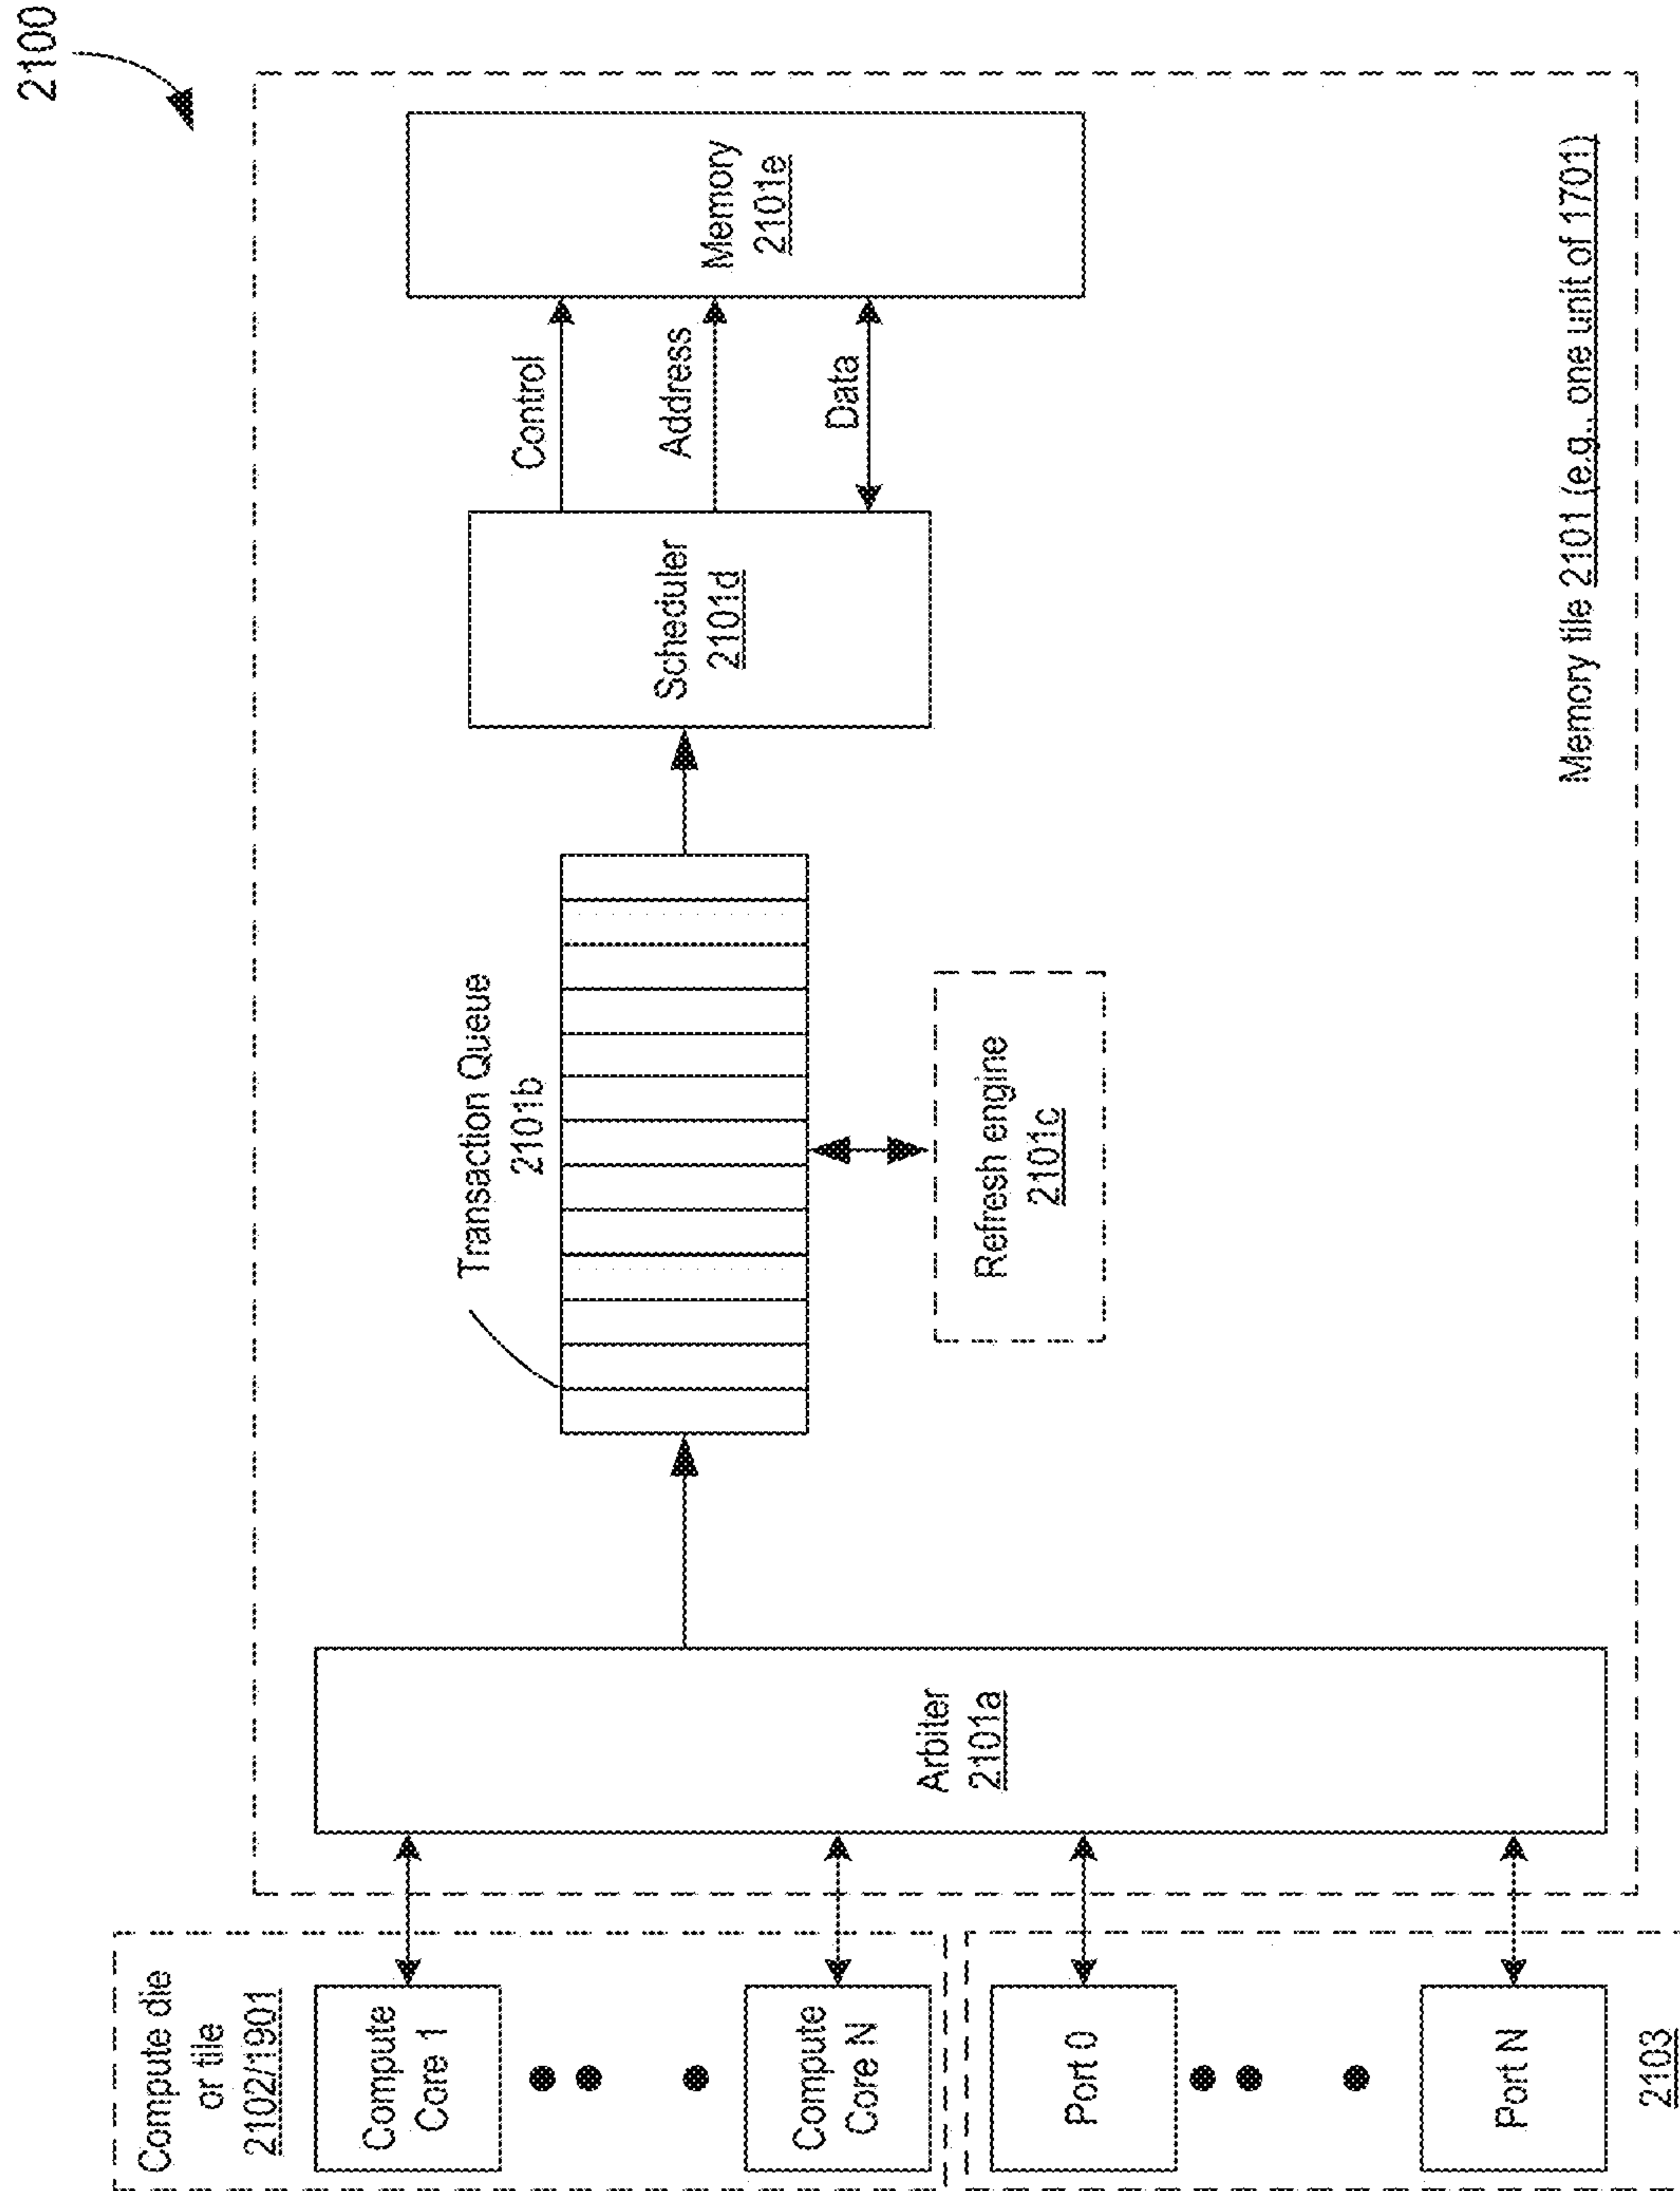 2100
Compute die
or tile
2102/1901
Compute
Core 1
Compute
Core N
Port 0
Port N
2103
Arbiter
2101a
Transaction Queue
2101b
Refresh engine
2101c
Scheduler
2101d
Control
Address
Data
Memory
2101e
Memory tile 2101 (e.g., one unit of 1701)